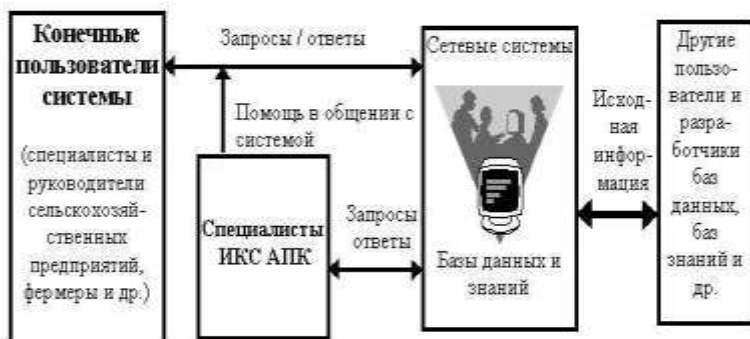 Конечные
пользователи
системы
(специалисты и
руководители
сельскохозяй-
ственных
предприятий,
фермеры и др.)
Запросы / ответы
Помощь в общении с
системой
Специалисты
ИКС АПК
Запросы
ответы
Сетевые системы
Базы данных и
знаний
Исход-
ная
инфор-
мация
Другие
пользо-
ватели и
разра-
ботчики
баз
данных,
баз
знаний и
др.